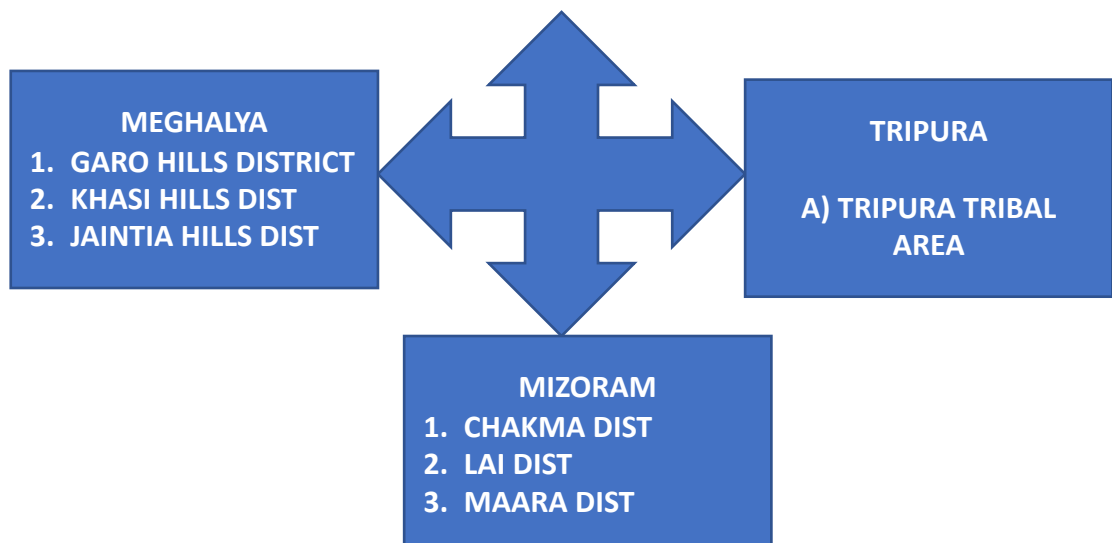 MEGHALYA
1. GARO HILLS DISTRICT
2. KHASI HILLS DIST
3. JAINTIA HILLS DIST
TRIPURA
A) TRIPURA TRIBAL
AREA
MIZORAM
1. CHAKMA DIST
2. LAI DIST
3. MAARA DIST